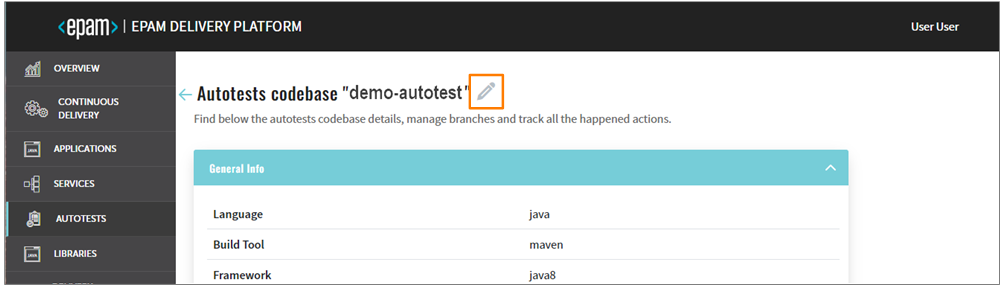 <epam> | EPAM DELIVERY PLATFORM
User User
OVERVIEW
CONTINUOUS
DELIVERY
APPLICATIONS
SERVICES
AUTOTESTS
LIBRARIES
Autotests codebase "demo-autotest"
Find below the autotests codebase details, manage branches and track all the happened actions.
General Info
Language java
Build Tool maven
Framework java8